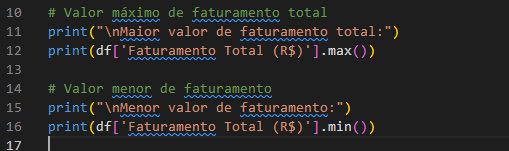 10 # Valor máximo de faturamento total
11 print("\nMaior valor de faturamento total:")
12 print(df['Faturamento Total (R$)'].max())
13
14 # Valor menor de faturamento
15 print("\nMenor valor de faturamento:")
16 print(df['Faturamento Total (R$)'].min())
17